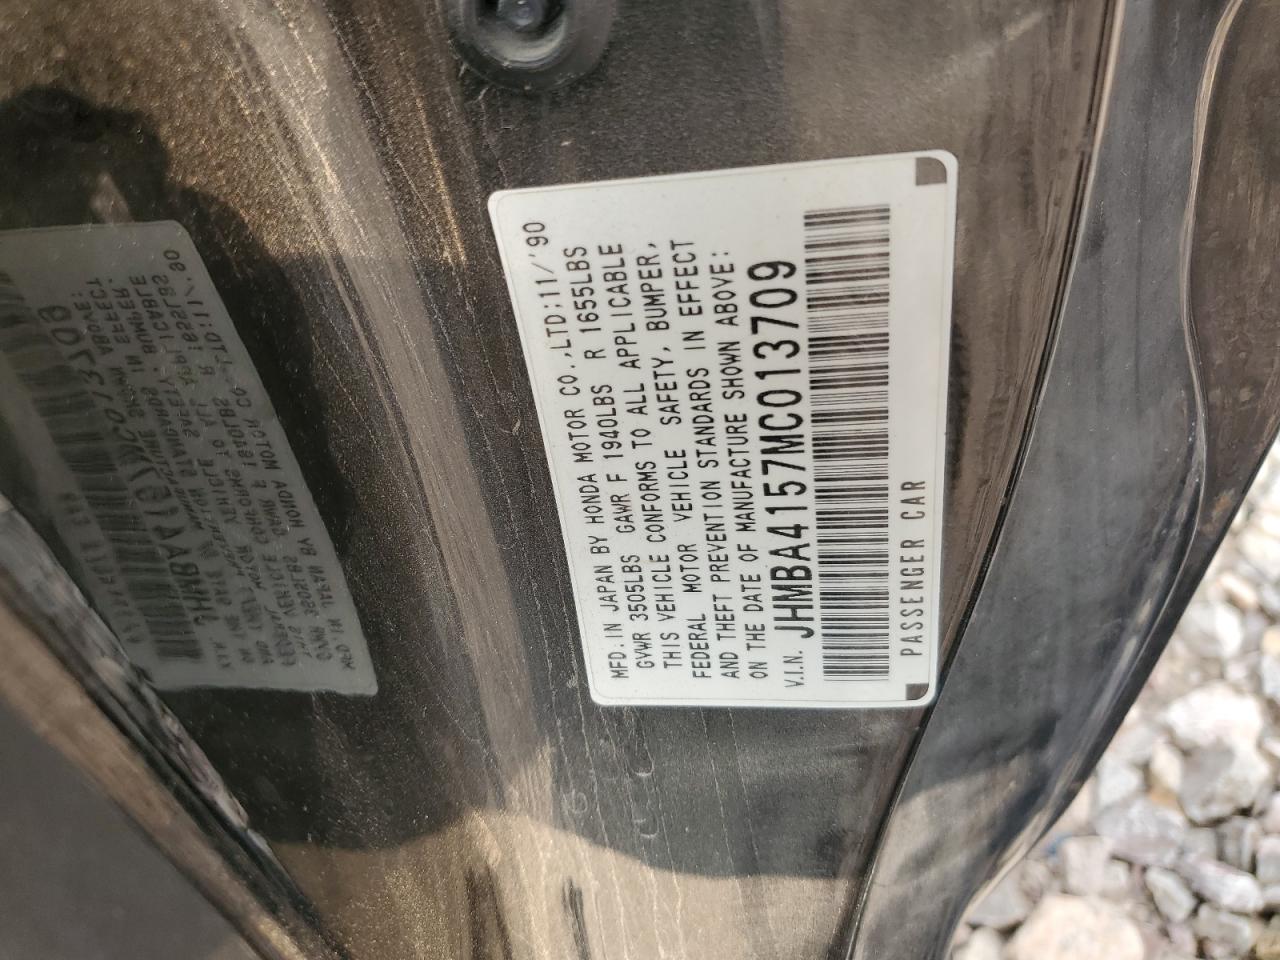 MFD.IN JAPAN BY HONDA MOTOR CO.,LTD:11/'90
GVWR 3505LBS GAWR F 1940LBS R 1655LBS
THIS VEHICLE CONFORMS TO ALL APPLICABLE
FEDERAL MOTOR VEHICLE SAFETY, BUMPER,
AND THEFT PREVENTION STANDARDS IN EFFECT
ON THE DATE OF MANUFACTURE SHOWN ABOVE:
V.I.N. JHMBA4157MC013709
PASSENGER CAR